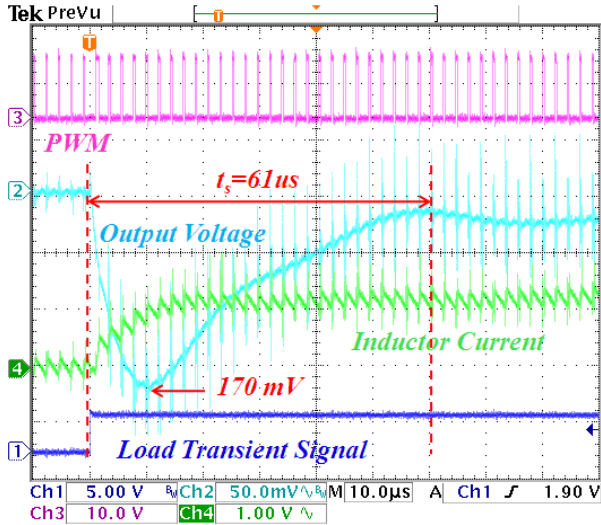 Tek PreVu
T
T
3
PWM
2
tₛ=61us
Output Voltage
4
Inductor Current
170 mV
1
Load Transient Signal
Ch1 5.00 V BW Ch2 50.0mV∿ BW M 10.0µs A Ch1 ʃ 1.90 V
Ch3 10.0 V Ch4 1.00 V ∿